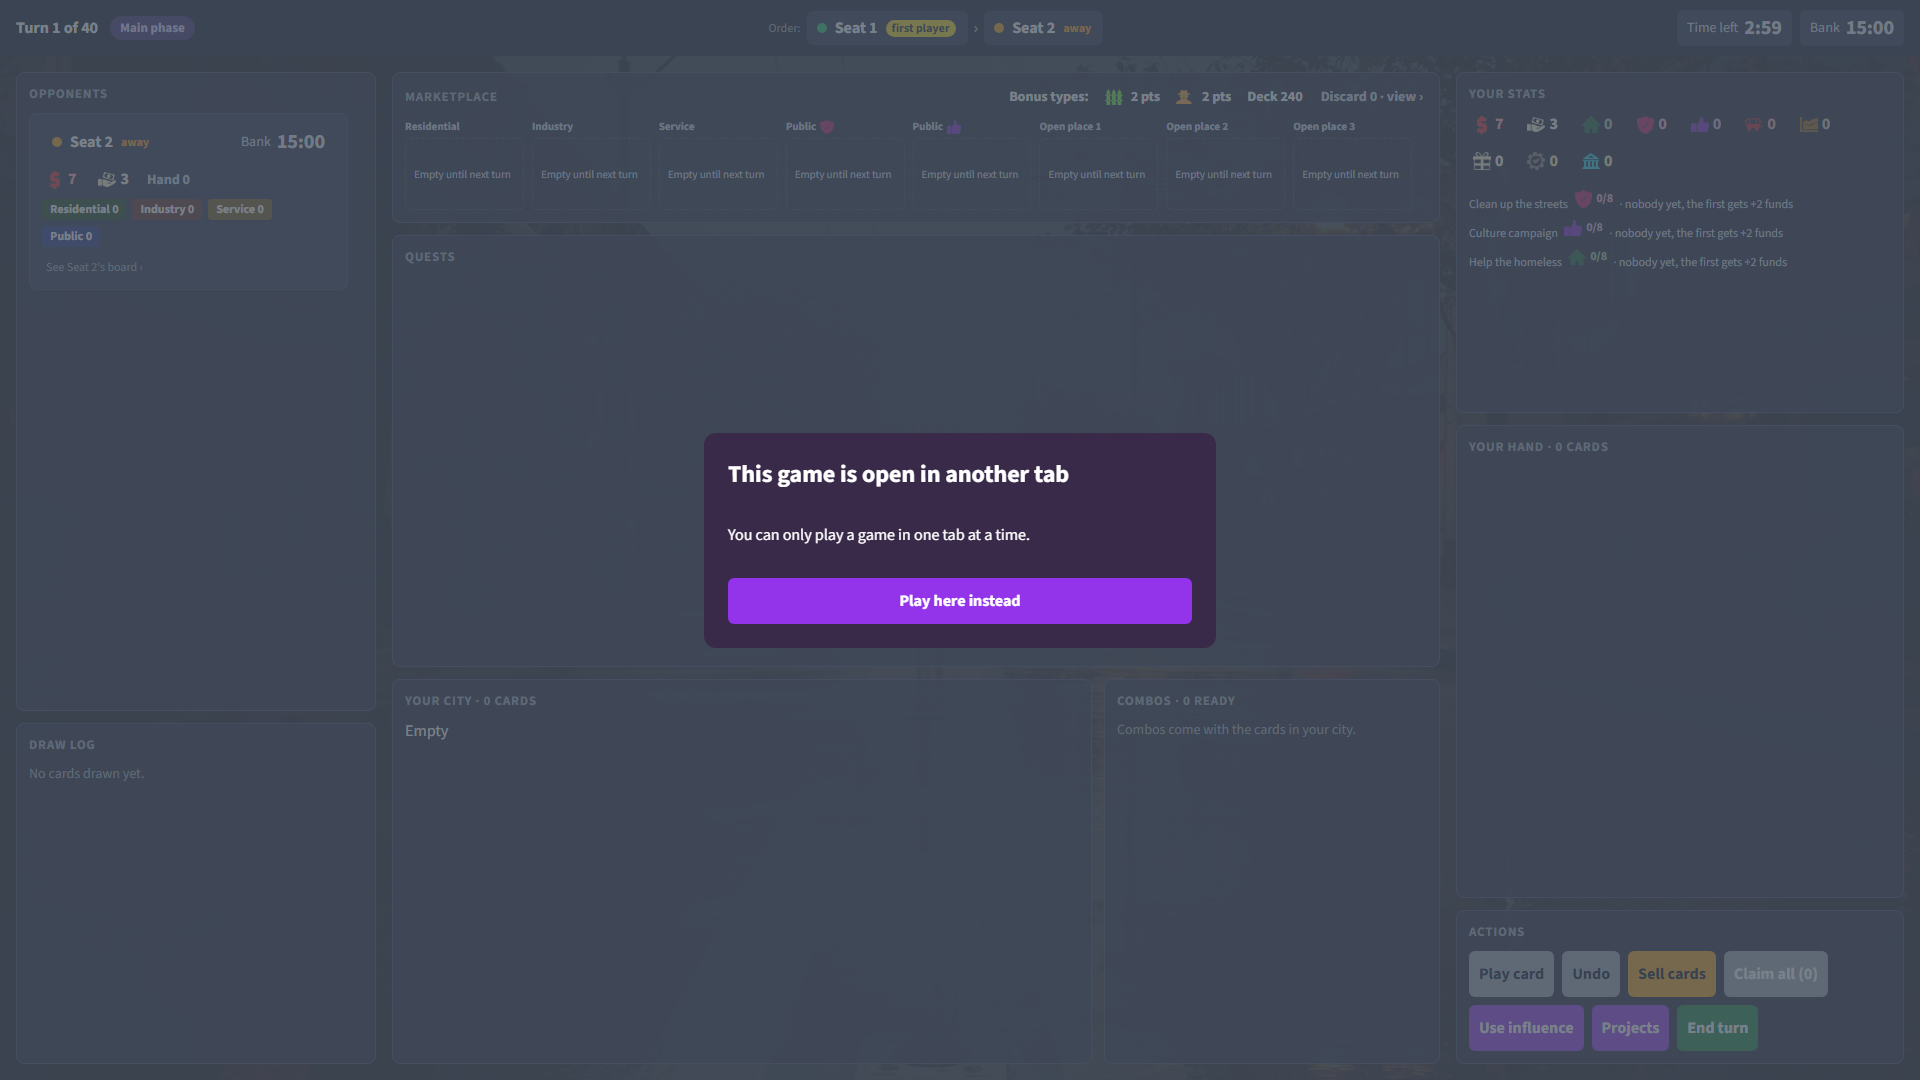 Turn 1 of 40 Main phase
Order: Seat 1 first player › Seat 2 away
Time left 2:59 Bank 15:00
OPPONENTS
Seat 2 away Bank 15:00
7 3 Hand 0
Residential 0 Industry 0 Service 0
Public 0
See Seat 2's board ›
DRAW LOG
No cards drawn yet.
MARKETPLACE
Bonus types: 2 pts 2 pts Deck 240 Discard 0 · view ›
Residential Industry Service Public Public Open place 1 Open place 2 Open place 3
Empty until next turn Empty until next turn Empty until next turn Empty until next turn Empty until next turn Empty until next turn Empty until next turn Empty until next turn
QUESTS
This game is open in another tab
You can only play a game in one tab at a time.
Play here instead
YOUR CITY · 0 CARDS
Empty
COMBOS · 0 READY
Combos come with the cards in your city.
YOUR STATS
7 3 0 0 0 0 0
0 0 0
Clean up the streets 0/8 · nobody yet, the first gets +2 funds
Culture campaign 0/8 · nobody yet, the first gets +2 funds
Help the homeless 0/8 · nobody yet, the first gets +2 funds
YOUR HAND · 0 CARDS
ACTIONS
Play card Undo Sell cards Claim all (0)
Use influence Projects End turn